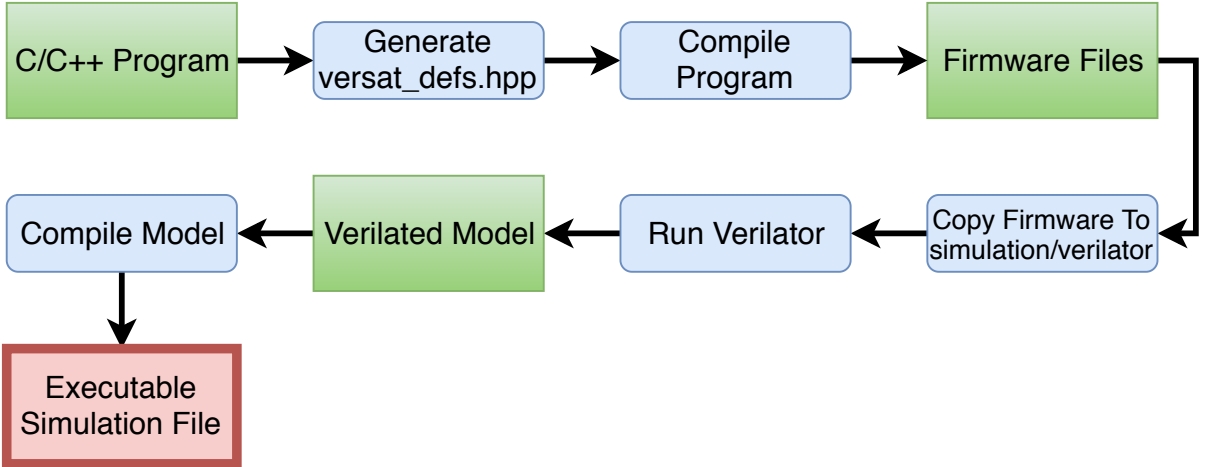 C/C++ Program
Generate
versat_defs.hpp
Compile
Program
Firmware Files
Copy Firmware To
simulation/verilator
Run Verilator
Verilated Model
Compile Model
Executable
Simulation File